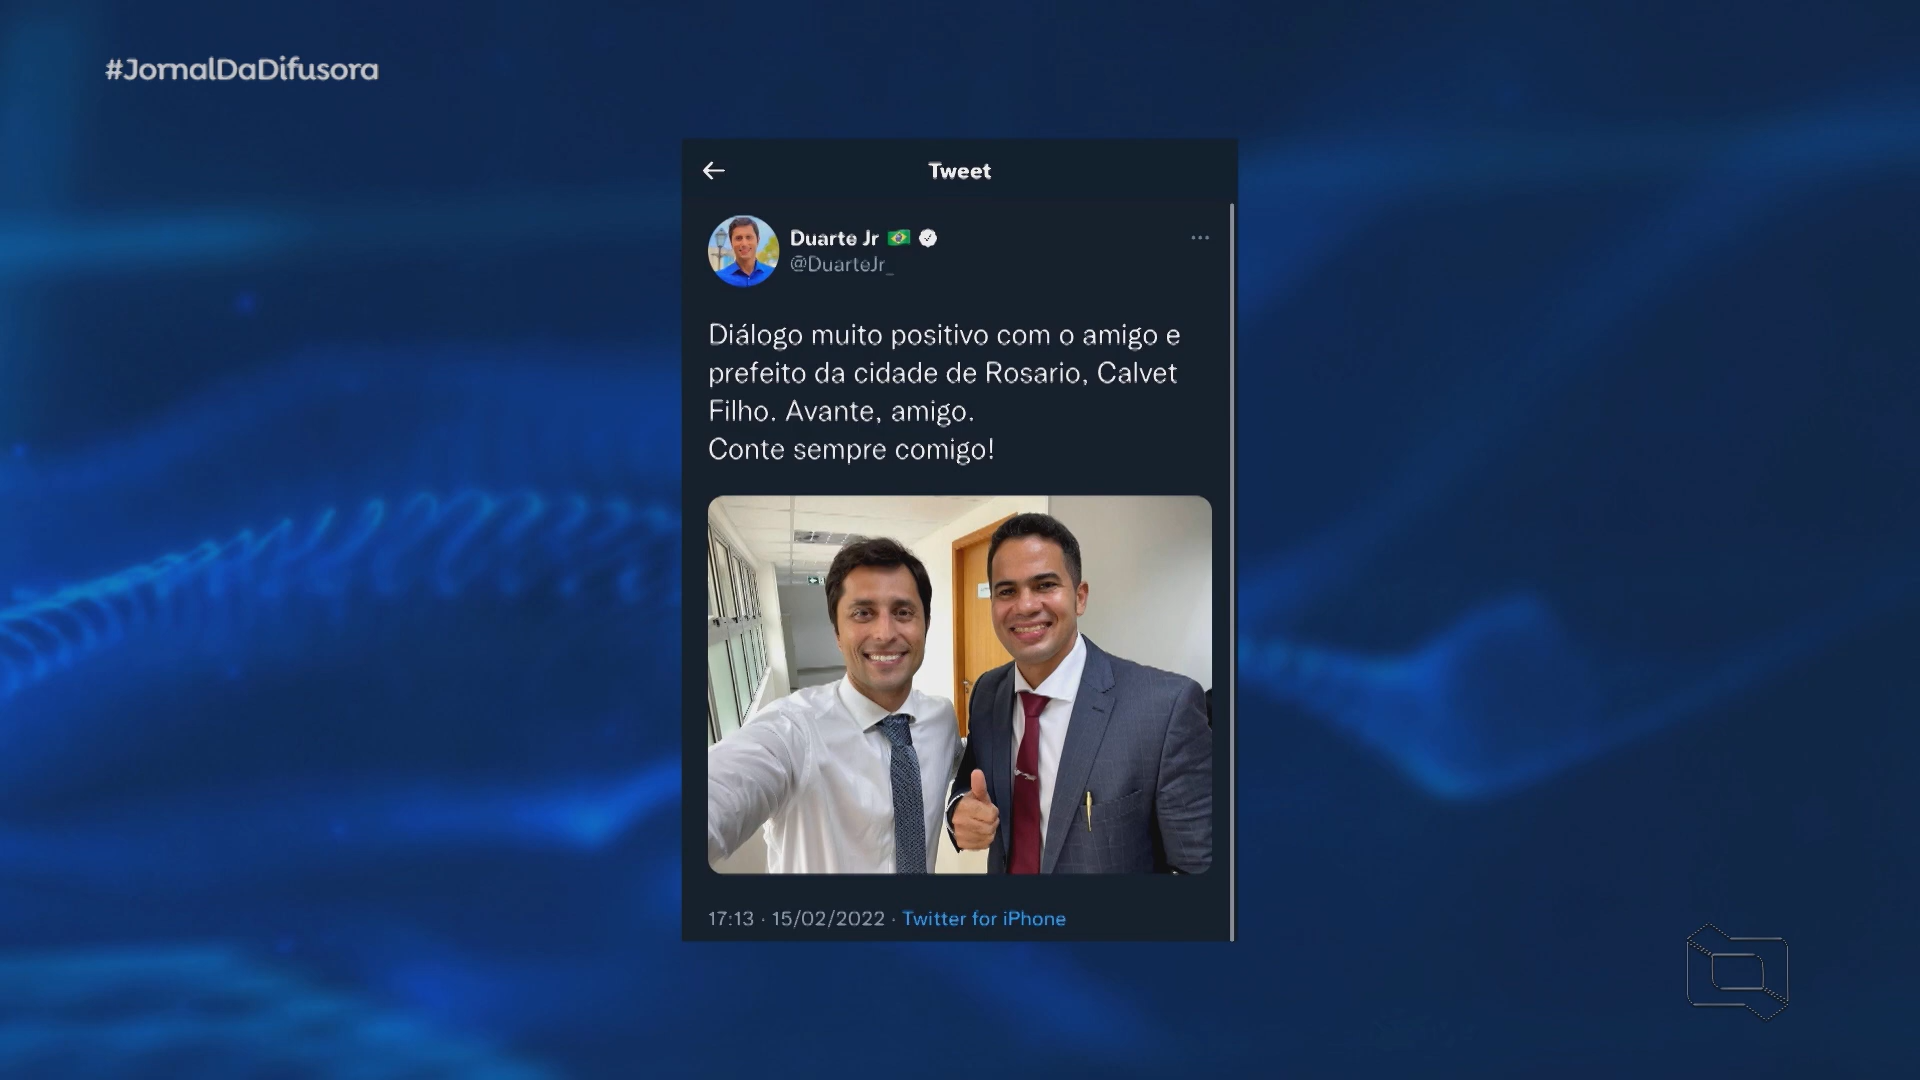 #JornalDaDifusora
Tweet
Duarte Jr
@DuarteJr_
Diálogo muito positivo com o amigo e
prefeito da cidade de Rosario, Calvet
Filho. Avante, amigo.
Conte sempre comigo!
17:13 · 15/02/2022 · Twitter for iPhone